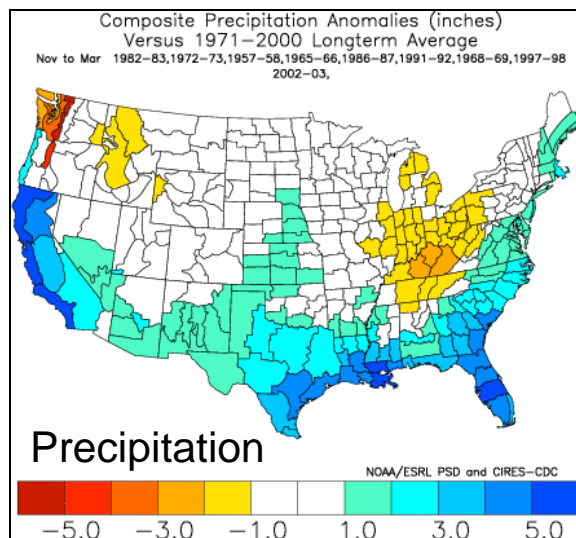 Composite Precipitation Anomalies (inches)
Versus 1971−2000 Longterm Average
Nov to Mar 1982−83,1972−73,1957−58,1965−66,1986−87,1991−92,1968−69,1997−98
2002−03,
Precipitation
NOAA/ESRL PSD and CIRES−CDC
−5.0 −3.0 −1.0 1.0 3.0 5.0